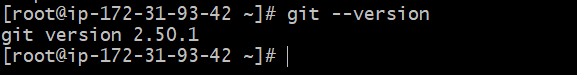 [root@ip-172-31-93-42 ~]# git --version
git version 2.50.1
[root@ip-172-31-93-42 ~]#